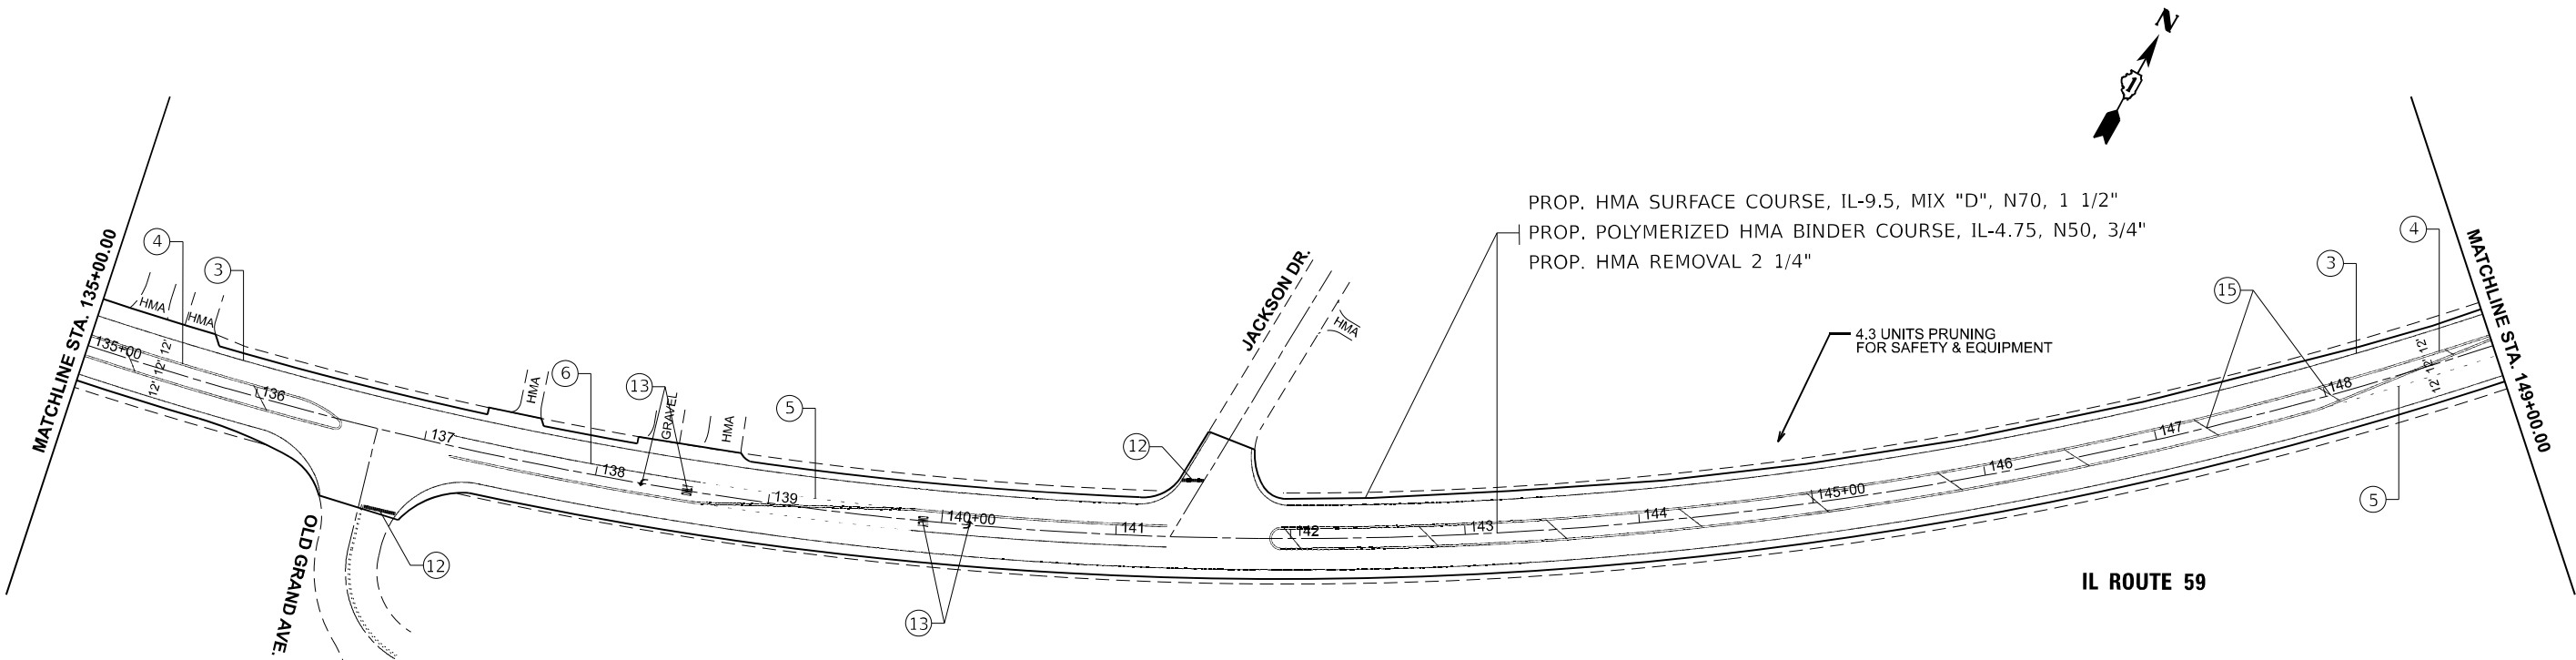 N
1
PROP. HMA SURFACE COURSE, IL-9.5, MIX "D", N70, 1 1/2"
PROP. POLYMERIZED HMA BINDER COURSE, IL-4.75, N50, 3/4"
PROP. HMA REMOVAL 2 1/4"
MATCHLINE STA. 135+00.00
4
3
HMA
HMA
135+00
12'
12'
12'
136
6
13
HMA
GRAVEL
HMA
5
137
138
139
140+00
141
12
JACKSON DR.
HMA
4.3 UNITS PRUNING
FOR SAFETY & EQUIPMENT
15
3
4
MATCHLINE STA. 149+00.00
12'
12'
12'
142
143
144
145+00
146
147
148
5
OLD GRAND AVE.
12
13
IL ROUTE 59